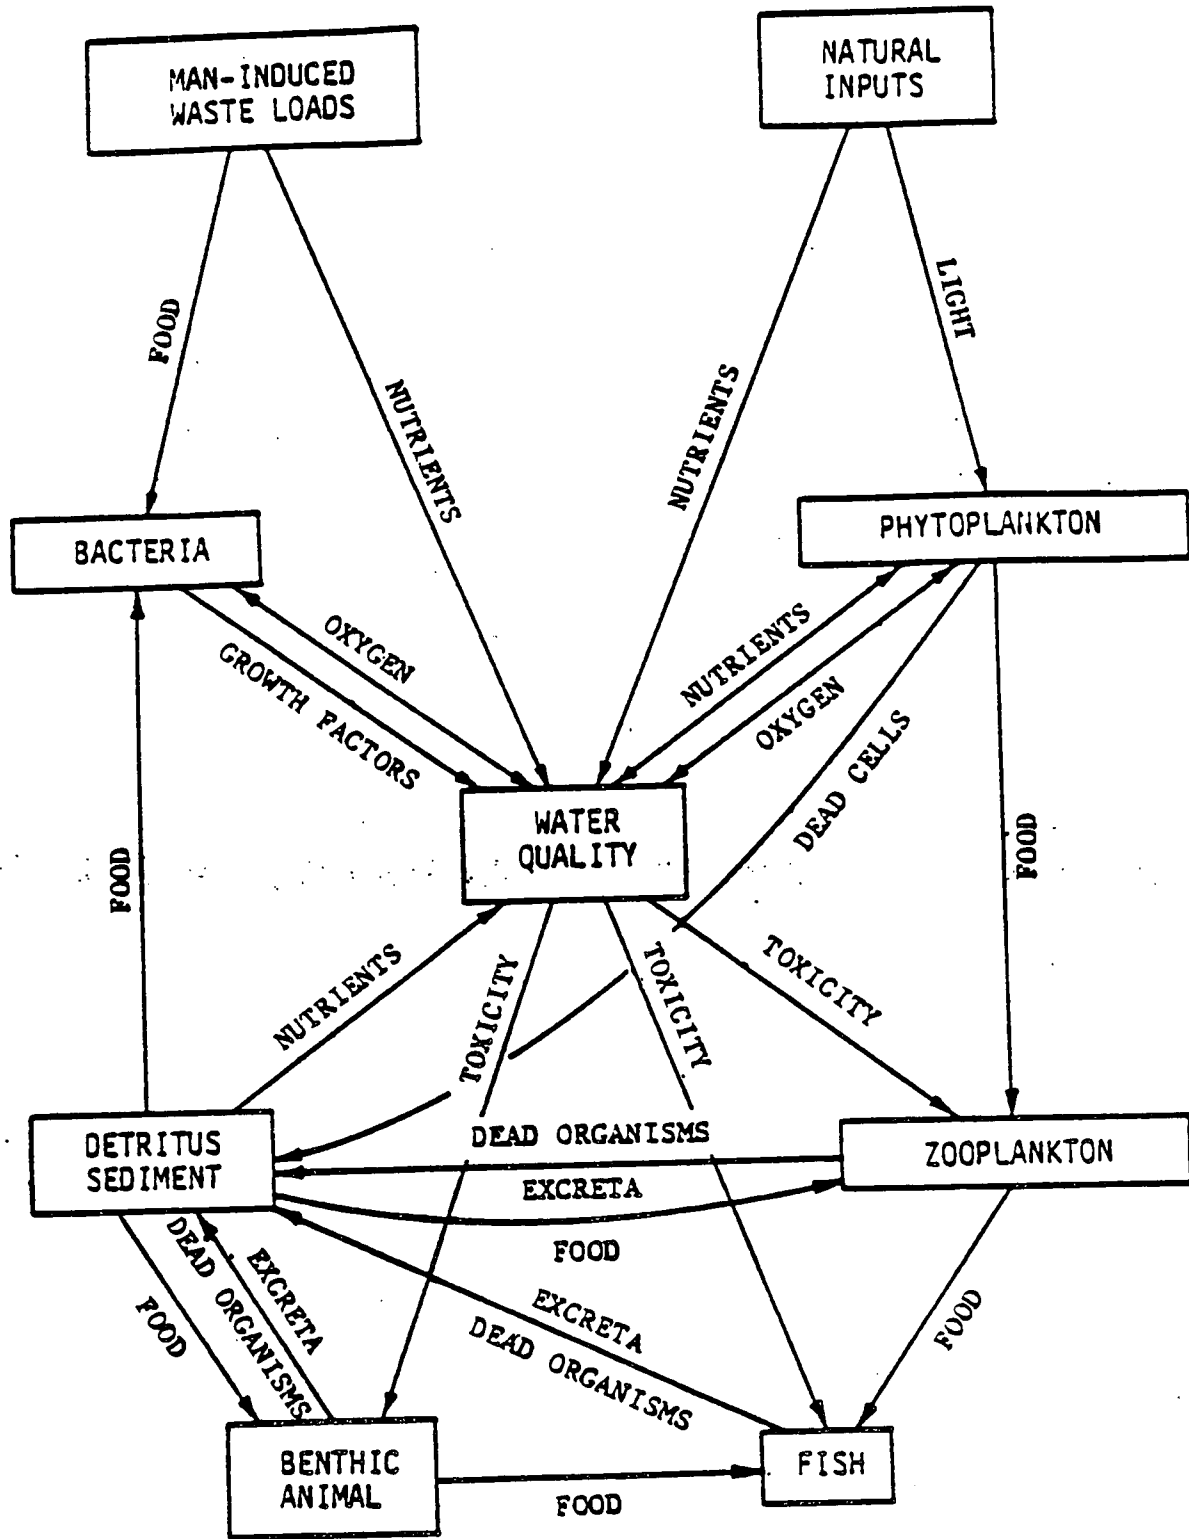 MAN-INDUCED
WASTE LOADS
NATURAL
INPUTS
FOOD
NUTRIENTS
NUTRIENTS
LIGHT
BACTERIA
PHYTOPLANKTON
OXYGEN
GROWTH FACTORS
NUTRIENTS
OXYGEN
DEAD CELLS
WATER
QUALITY
FOOD
FOOD
NUTRIENTS
TOXICITY
TOXICITY
TOXICITY
DETRITUS
SEDIMENT
DEAD ORGANISMS
EXCRETA
ZOOPLANKTON
FOOD
FOOD
DEAD ORGANISMS
EXCRETA
EXCRETA
DEAD ORGANISMS
FOOD
BENTHIC
ANIMAL
FOOD
FISH